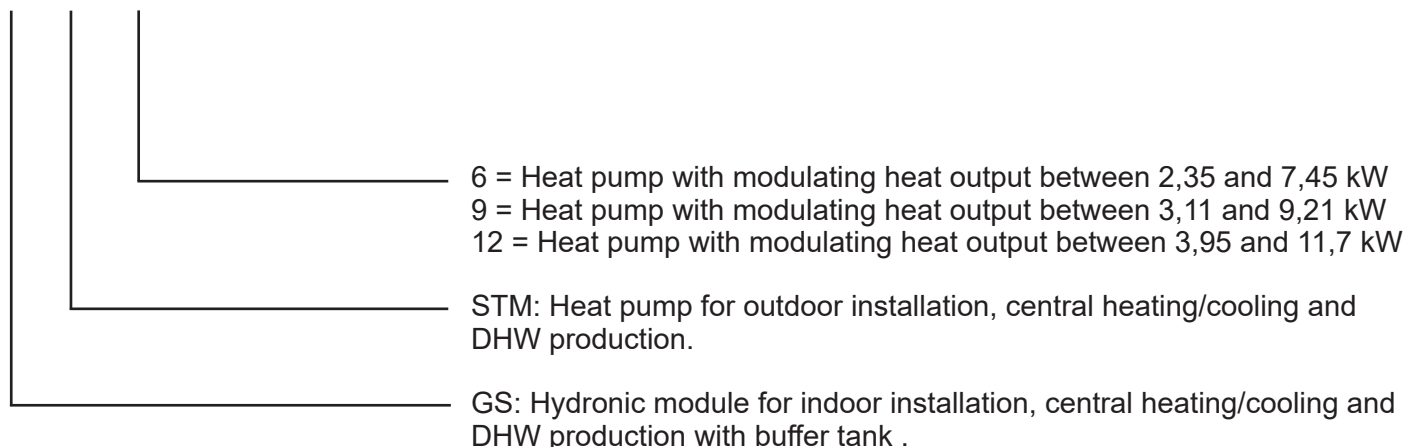 6 = Heat pump with modulating heat output between 2,35 and 7,45 kW
9 = Heat pump with modulating heat output between 3,11 and 9,21 kW
12 = Heat pump with modulating heat output between 3,95 and 11,7 kW
STM: Heat pump for outdoor installation, central heating/cooling and
DHW production.
GS: Hydronic module for indoor installation, central heating/cooling and
DHW production with buffer tank .